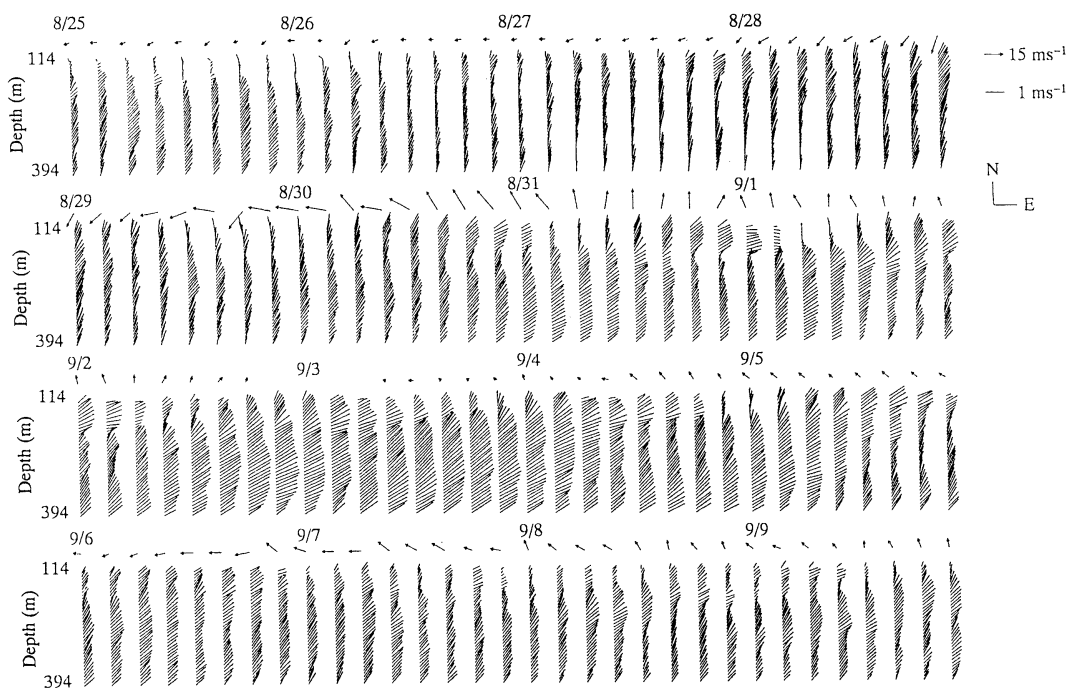 8/25 8/26 8/27 8/28
114
Depth (m)
394
15 ms⁻¹
1 ms⁻¹
N
E
8/29 8/30 8/31 9/1
114
Depth (m)
394
9/2 9/3 9/4 9/5
114
Depth (m)
394
9/6 9/7 9/8 9/9
114
Depth (m)
394